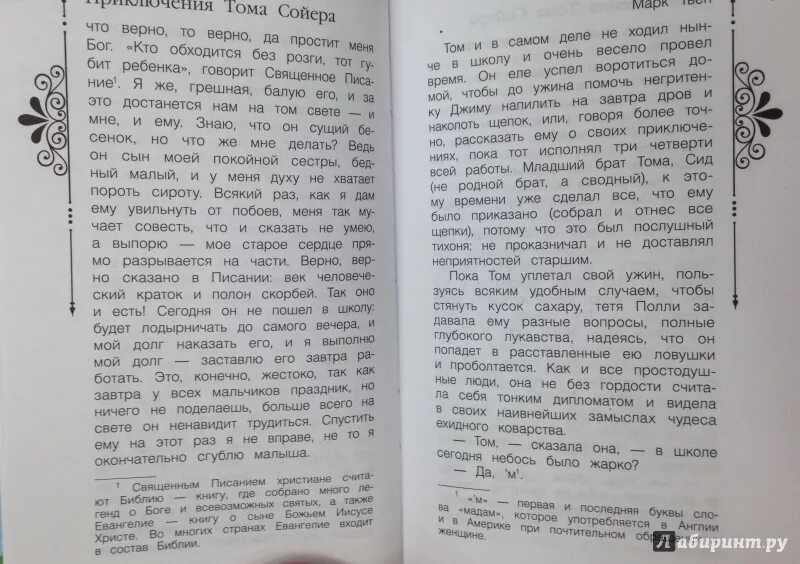 Приключения Тома Сойера
что верно, то верно, да простит меня
Бог. «Кто обходится без розги, тот гу-
бит ребенка», говорит Священное Писа-
ние¹. Я же, грешная, балую его, и за
это достанется нам на том свете — и
мне, и ему. Знаю, что он сущий бе-
сенок, но что же мне делать? Ведь
он сын моей покойной сестры, бед-
ный малый, и у меня духу не хватает
пороть сироту. Всякий раз, как я дам
ему увильнуть от побоев, меня так му-
чает совесть, что и сказать не умею,
а выпорю — мое старое сердце пря-
мо разрывается на части. Верно, вер-
но сказано в Писании: век человече-
ский краток и полон скорбей. Так оно
и есть! Сегодня он не пошел в школу:
будет лодырничать до самого вечера, и
мой долг наказать его, и я выполню
мой долг — заставлю его завтра ра-
ботать. Это, конечно, жестоко, так как
завтра у всех мальчиков праздник, но
ничего не поделаешь, больше всего на
свете он ненавидит трудиться. Спустить
ему на этот раз я не вправе, не то я
окончательно сгублю малыша.
¹ Священным Писанием христиане счита-
ют Библию — книгу, где собрано много ле-
генд о Боге и всевозможных святых, а также
Евангелие — книгу о сыне Божьем Иисусе
Христе. Во многих странах Евангелие входит
в состав Библии.
Марк Твен
Том и в самом деле не ходил нын-
че в школу и очень весело провел
время. Он еле успел воротиться до-
мой, чтобы до ужина помочь негритен-
ку Джиму напилить на завтра дров и
наколоть щепок, или, говоря более точ-
но, рассказать ему о своих приключе-
ниях, пока тот исполнял три четверти
всей работы. Младший брат Тома, Сид
(не родной брат, а сводный), к это-
му времени уже сделал все, что ему
было приказано (собрал и отнес все
щепки), потому что это был послушный
тихоня: не проказничал и не доставлял
неприятностей старшим.
Пока Том уплетал свой ужин, поль-
зуясь всяким удобным случаем, чтобы
стянуть кусок сахару, тетя Полли за-
давала ему разные вопросы, полные
глубокого лукавства, надеясь, что он
попадет в расставленные ею ловушки
и проболтается. Как и все простодуш-
ные люди, она не без гордости счита-
ла себя тонким дипломатом и видела
в своих наивнейших замыслах чудеса
ехидного коварства.
— Том, — сказала она, — в школе
сегодня небось было жарко?
— Да, 'м¹.
¹ «'м» — первая и последняя буквы сло-
ва «мадам», которое употребляется в Англии
и в Америке при почтительном обращении
женщине.
Лабиринт.ру